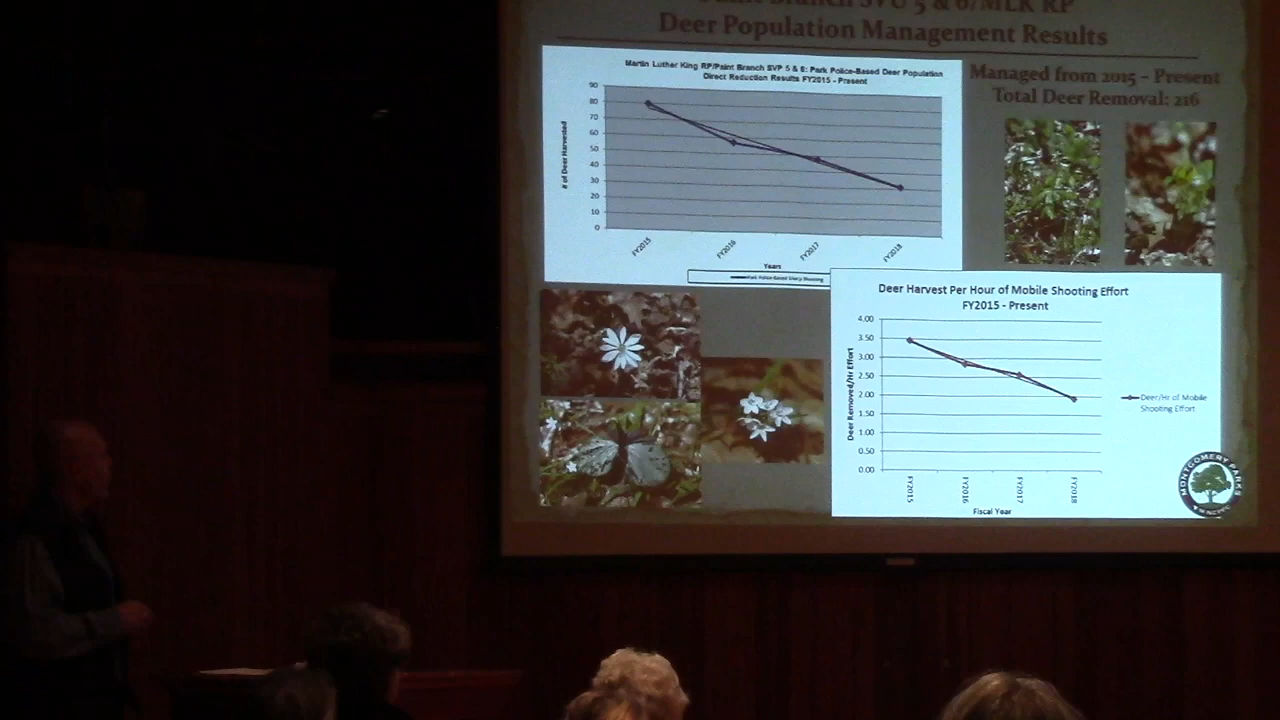 Paint Branch SVU 5 & 6/MLK RP
Deer Population Management Results
Martin Luther King RP/Paint Branch SVP 5 & 6: Park Police-Based Deer Population
Direct Reduction Results FY2015 - Present
# of Deer Harvested
90
80
70
60
50
40
30
20
10
0
FY2015
FY2016
FY2017
FY2018
Years
Park Police-Based Sharp Shooting
Managed from 2015 – Present
Total Deer Removal: 216
Deer Harvest Per Hour of Mobile Shooting Effort
FY2015 - Present
Deer Removed/Hr Effort
4.00
3.50
3.00
2.50
2.00
1.50
1.00
0.50
0.00
FY2015
FY2016
FY2017
FY2018
Fiscal Year
Deer/Hr of Mobile
Shooting Effort
MONTGOMERY PARKS
M-NCPPC